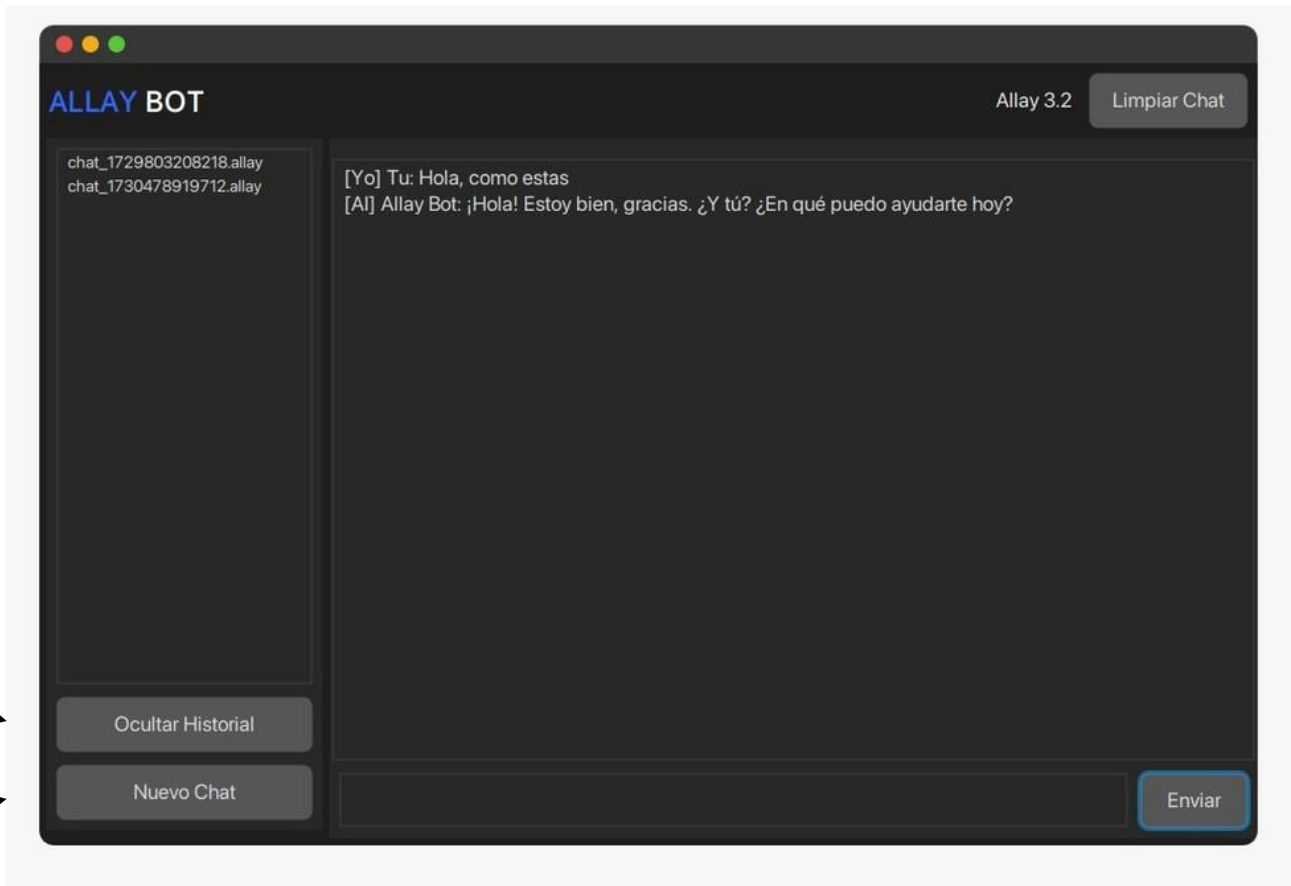 ALLAY BOT
Allay 3.2
Limpiar Chat
chat_1729803208218.allay
chat_1730478919712.allay
[Yo] Tu: Hola, como estas
[AI] Allay Bot: ¡Hola! Estoy bien, gracias. ¿Y tú? ¿En qué puedo ayudarte hoy?
Ocultar Historial
Nuevo Chat
Enviar